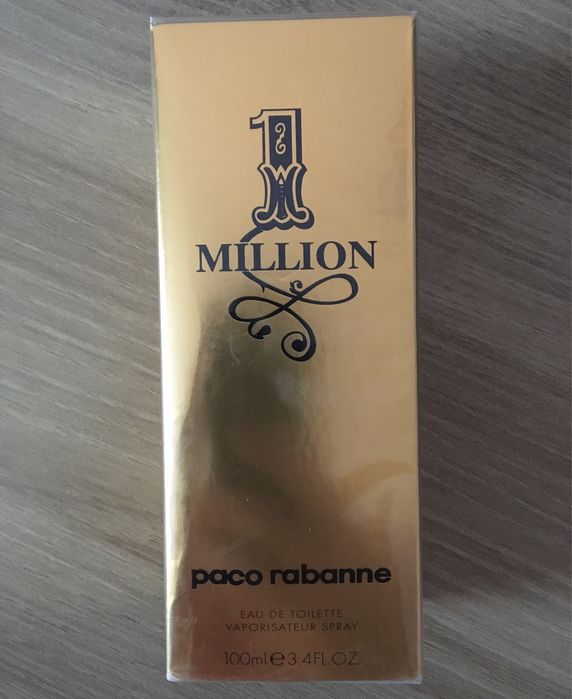 1
MILLION
paco rabanne
EAU DE TOILETTE
VAPORISATEUR SPRAY
100ml ℮ 3.4FL.OZ.